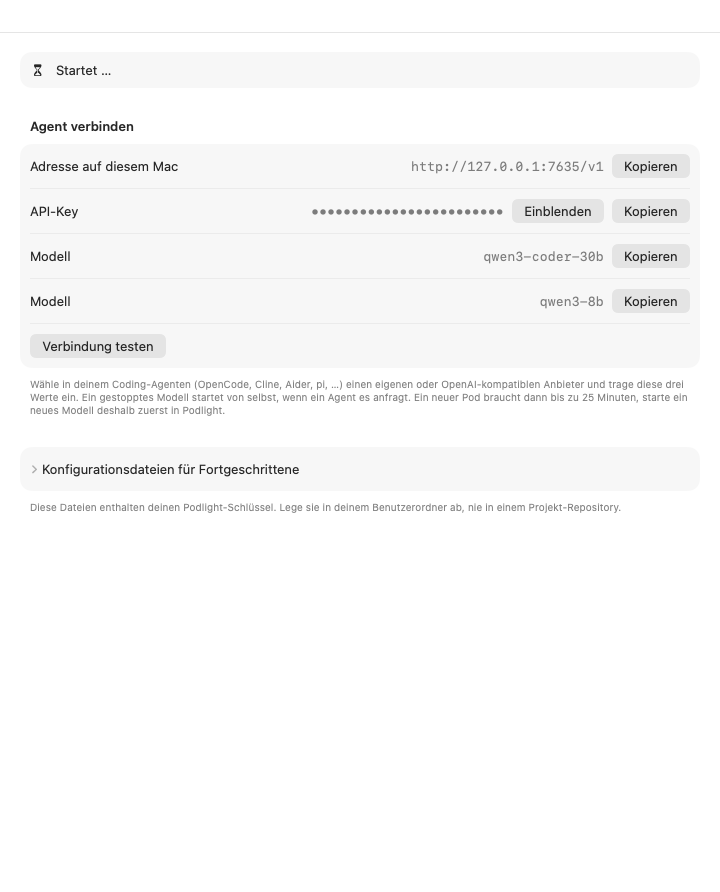 Startet ...
Agent verbinden
Adresse auf diesem Mac http://127.0.0.1:7635/v1 Kopieren
API-Key •••••••••••••••••••••••• Einblenden Kopieren
Modell qwen3-coder-30b Kopieren
Modell qwen3-8b Kopieren
Verbindung testen
Wähle in deinem Coding-Agenten (OpenCode, Cline, Aider, pi, …) einen eigenen oder OpenAI-kompatiblen Anbieter und trage diese drei
Werte ein. Ein gestopptes Modell startet von selbst, wenn ein Agent es anfragt. Ein neuer Pod braucht dann bis zu 25 Minuten, starte ein
neues Modell deshalb zuerst in Podlight.
Konfigurationsdateien für Fortgeschrittene
Diese Dateien enthalten deinen Podlight-Schlüssel. Lege sie in deinem Benutzerordner ab, nie in einem Projekt-Repository.